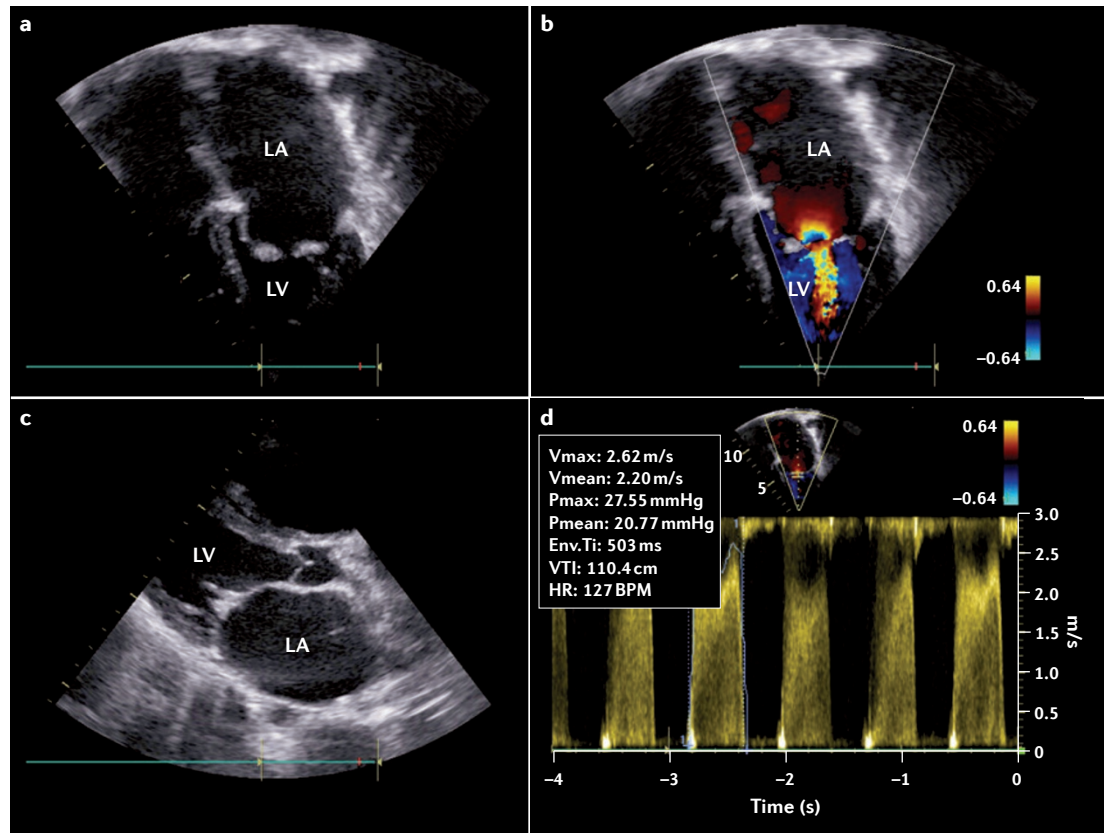 a
LA
LV
b
LA
LV
0.64
−0.64
c
LV
LA
d
Vmax: 2.62 m/s
Vmean: 2.20 m/s
Pmax: 27.55 mmHg
Pmean: 20.77 mmHg
Env.Ti: 503 ms
VTI: 110.4 cm
HR: 127 BPM
10
5
0.64
−0.64
3.0
2.5
2.0
1.5
1.0
0.5
0
m/s
−4
−3
−2
−1
0
Time (s)